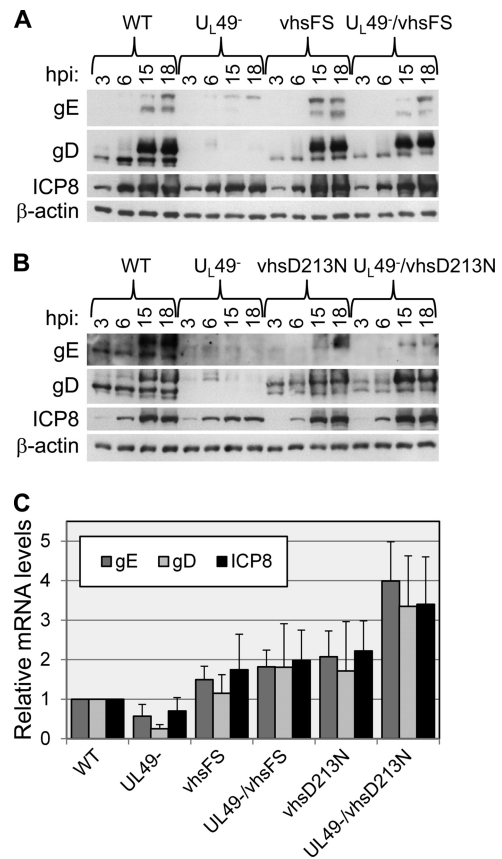 A
WT UL49- vhsFS UL49-/vhsFS
hpi: 3 6 15 18 3 6 15 18 3 6 15 18 3 6 15 18
gE
gD
ICP8
β-actin
B
WT UL49- vhsD213N UL49-/vhsD213N
hpi: 3 6 15 18 3 6 15 18 3 6 15 18 3 6 15 18
gE
gD
ICP8
β-actin
C
Relative mRNA levels
gE gD ICP8
5
4
3
2
1
0
WT
UL49-
vhsFS
UL49-/vhsFS
vhsD213N
UL49-/vhsD213N